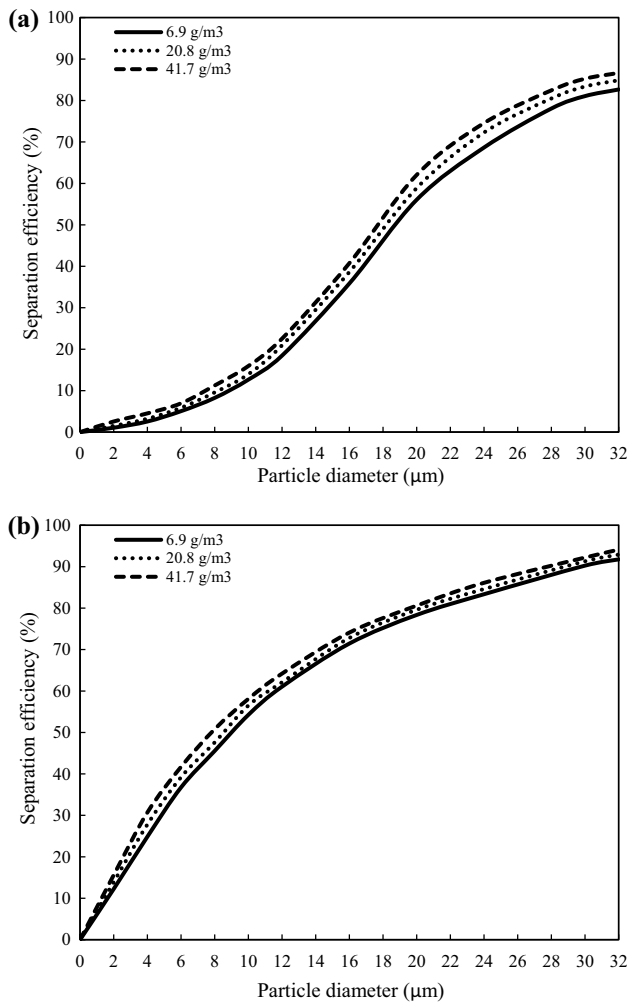 (a)
100
90
80
70
60
50
40
30
20
10
0
Separation efficiency (%)
6.9 g/m3
20.8 g/m3
41.7 g/m3
0 2 4 6 8 10 12 14 16 18 20 22 24 26 28 30 32
Particle diameter (μm)
(b)
100
90
80
70
60
50
40
30
20
10
0
Separation efficiency (%)
6.9 g/m3
20.8 g/m3
41.7 g/m3
0 2 4 6 8 10 12 14 16 18 20 22 24 26 28 30 32
Particle diameter (μm)